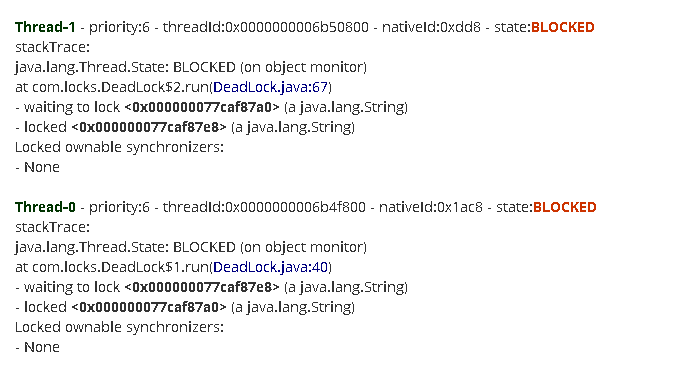 Thread-1 - priority:6 - threadId:0x0000000006b50800 - nativeId:0xdd8 - state:BLOCKED
stackTrace:
java.lang.Thread.State: BLOCKED (on object monitor)
at com.locks.DeadLock$2.run(DeadLock.java:67)
- waiting to lock <0x000000077caf87a0> (a java.lang.String)
- locked <0x000000077caf87e8> (a java.lang.String)
Locked ownable synchronizers:
- None
Thread-0 - priority:6 - threadId:0x0000000006b4f800 - nativeId:0x1ac8 - state:BLOCKED
stackTrace:
java.lang.Thread.State: BLOCKED (on object monitor)
at com.locks.DeadLock$1.run(DeadLock.java:40)
- waiting to lock <0x000000077caf87e8> (a java.lang.String)
- locked <0x000000077caf87a0> (a java.lang.String)
Locked ownable synchronizers:
- None